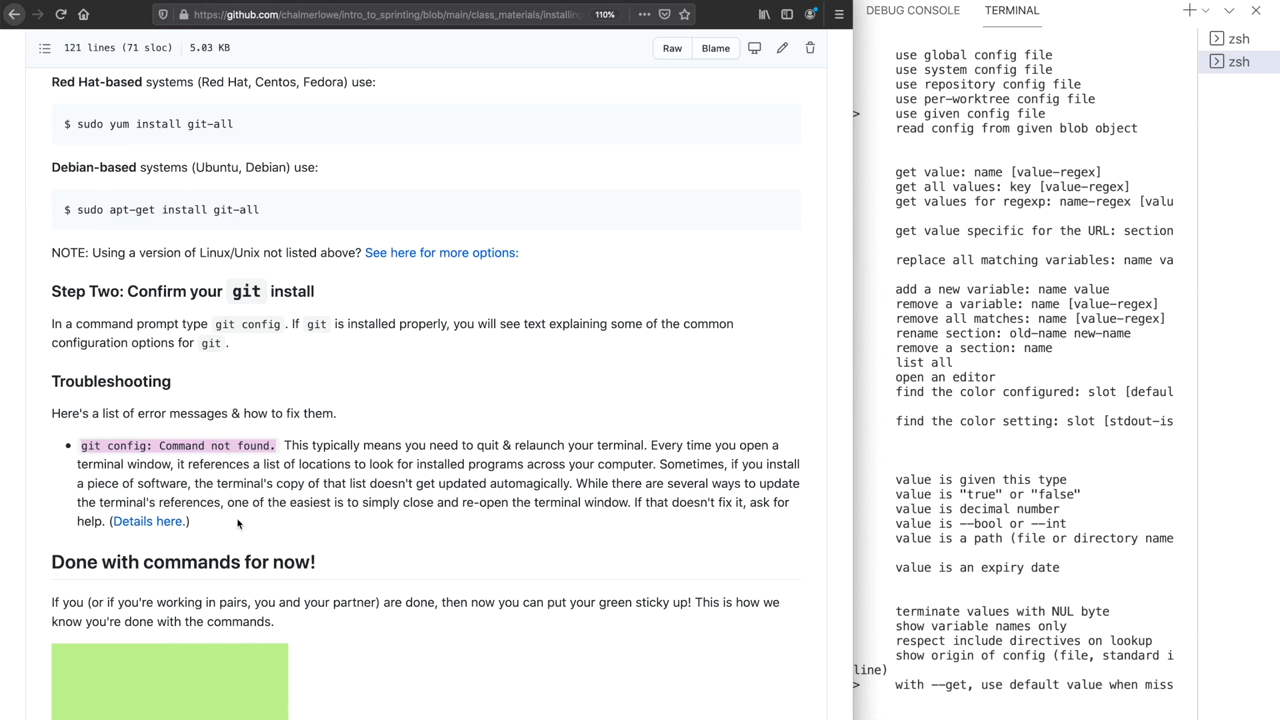 https://github.com/chalmerlowe/intro_to_sprinting/blob/main/class_materials/installing
110%
121 lines (71 sloc)
5.03 KB
Raw
Blame
Red Hat-based systems (Red Hat, Centos, Fedora) use:
$ sudo yum install git-all
Debian-based systems (Ubuntu, Debian) use:
$ sudo apt-get install git-all
NOTE: Using a version of Linux/Unix not listed above? See here for more options:
Step Two: Confirm your git install
In a command prompt type git config. If git is installed properly, you will see text explaining some of the common
configuration options for git.
Troubleshooting
Here's a list of error messages & how to fix them.
• git config: Command not found. This typically means you need to quit & relaunch your terminal. Every time you open a
terminal window, it references a list of locations to look for installed programs across your computer. Sometimes, if you install
a piece of software, the terminal's copy of that list doesn't get updated automagically. While there are several ways to update
the terminal's references, one of the easiest is to simply close and re-open the terminal window. If that doesn't fix it, ask for
help. (Details here.)
Done with commands for now!
If you (or if you're working in pairs, you and your partner) are done, then now you can put your green sticky up! This is how we
know you're done with the commands.
DEBUG CONSOLE
TERMINAL
zsh
zsh
use global config file
use system config file
use repository config file
use per-worktree config file
> use given config file
read config from given blob object
get value: name [value-regex]
get all values: key [value-regex]
get values for regexp: name-regex [valu
get value specific for the URL: section
replace all matching variables: name va
add a new variable: name value
remove a variable: name [value-regex]
remove all matches: name [value-regex]
rename section: old-name new-name
remove a section: name
list all
open an editor
find the color configured: slot [defaul
find the color setting: slot [stdout-is
value is given this type
value is "true" or "false"
value is decimal number
value is --bool or --int
value is a path (file or directory name
value is an expiry date
terminate values with NUL byte
show variable names only
respect include directives on lookup
show origin of config (file, standard i
line)
> with --get, use default value when miss